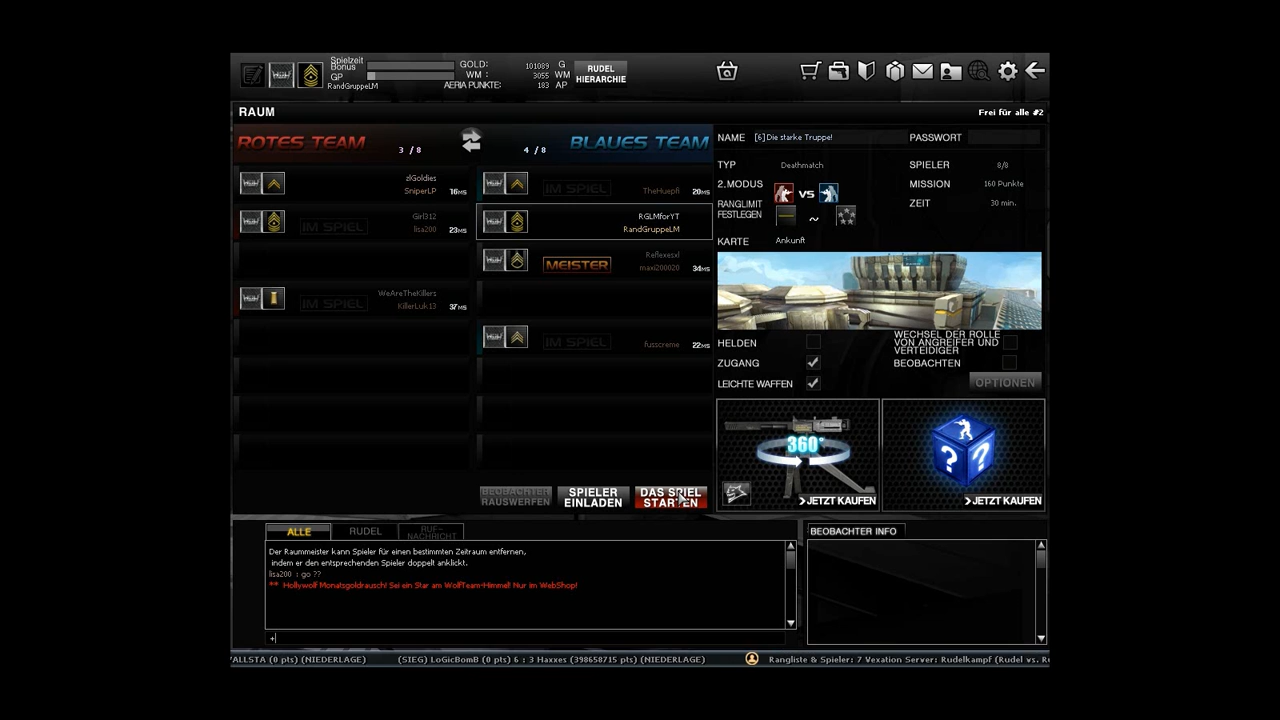 Spielzeit
Bonus
GP
RandGruppeLM
GOLD: 101089 G
WM : 3055 WM
AERIA PUNKTE: 183 AP
RUDEL
HIERARCHIE
RAUM
Frei für alle #2
ROTES TEAM
3 / 8
4 / 8
BLAUES TEAM
zlGoldies
SniperLP
16MS
Girl312
IM SPIEL
lisa200
23MS
WeAreTheKillers
IM SPIEL
KillerLuk13
37MS
IM SPIEL
TheHuepfi
20MS
RGLMforYT
RandGruppeLM
Reflexesxl
MEISTER
maxi200020
34MS
IM SPIEL
fusscreme
22MS
BEOBACHTER
RAUSWERFEN
SPIELER
EINLADEN
DAS SPIEL
STARTEN
NAME
[6]Die starke Truppe!
PASSWORT
TYP
Deathmatch
SPIELER
8/8
2.MODUS
VS
MISSION
160 Punkte
RANGLIMIT
FESTLEGEN
~
ZEIT
30 min.
KARTE
Ankunft
HELDEN
WECHSEL DER ROLLE
VON ANGREIFER UND
VERTEIDIGER
ZUGANG
BEOBACHTEN
LEICHTE WAFFEN
OPTIONEN
360°
>JETZT KAUFEN
? ?
>JETZT KAUFEN
ALLE
RUDEL
RUF-
NACHRICHT
Der Raummeister kann Spieler für einen bestimmten Zeitraum entfernen,
indem er den entsprechenden Spieler doppelt anklickt.
lisa200 : go ??
** Hollywolf Monatsgoldrausch! Sei ein Star am WolfTeam-Himmel! Nur im WebShop!
+
BEOBACHTER INFO
YALLSTA (0 pts) (NIEDERLAGE)
(SIEG) LoGicBomB (0 pts) 6 : 3 Haxxes (398658715 pts) (NIEDERLAGE)
Rangliste & Spieler: 7 Vexation Server: Rudelkampf (Rudel vs. Ru